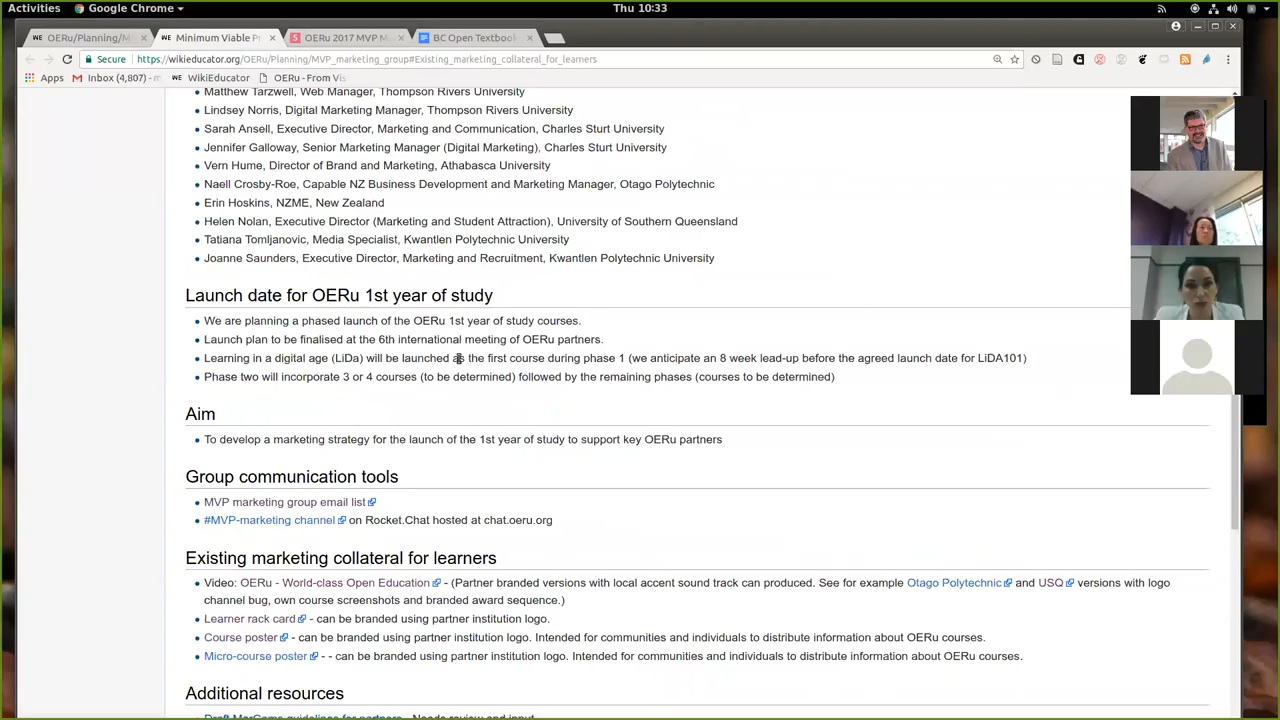 Activities
Google Chrome
Thu 10:33
OERu/Planning/M
Minimum Viable P
OERu 2017 MVP M
BC Open Textbook
Secure
https://wikieducator.org/OERu/Planning/MVP_marketing_group#Existing_marketing_collateral_for_learners
Apps
Inbox (4,807) - m
WikiEducator
OERu - From Vis
Matthew Tarzwell, Web Manager, Thompson Rivers University
Lindsey Norris, Digital Marketing Manager, Thompson Rivers University
Sarah Ansell, Executive Director, Marketing and Communication, Charles Sturt University
Jennifer Galloway, Senior Marketing Manager (Digital Marketing), Charles Sturt University
Vern Hume, Director of Brand and Marketing, Athabasca University
Naell Crosby-Roe, Capable NZ Business Development and Marketing Manager, Otago Polytechnic
Erin Hoskins, NZME, New Zealand
Helen Nolan, Executive Director (Marketing and Student Attraction), University of Southern Queensland
Tatiana Tomljanovic, Media Specialist, Kwantlen Polytechnic University
Joanne Saunders, Executive Director, Marketing and Recruitment, Kwantlen Polytechnic University
Launch date for OERu 1st year of study
We are planning a phased launch of the OERu 1st year of study courses.
Launch plan to be finalised at the 6th international meeting of OERu partners.
Learning in a digital age (LiDa) will be launched as the first course during phase 1 (we anticipate an 8 week lead-up before the agreed launch date for LiDA101)
Phase two will incorporate 3 or 4 courses (to be determined) followed by the remaining phases (courses to be determined)
Aim
To develop a marketing strategy for the launch of the 1st year of study to support key OERu partners
Group communication tools
MVP marketing group email list
#MVP-marketing channel on Rocket.Chat hosted at chat.oeru.org
Existing marketing collateral for learners
Video: OERu - World-class Open Education - (Partner branded versions with local accent sound track can produced. See for example Otago Polytechnic and USQ versions with logo
channel bug, own course screenshots and branded award sequence.)
Learner rack card - can be branded using partner institution logo.
Course poster - can be branded using partner institution logo. Intended for communities and individuals to distribute information about OERu courses.
Micro-course poster - - can be branded using partner institution logo. Intended for communities and individuals to distribute information about OERu courses.
Additional resources
Draft MarComs guidelines for partners - Needs review and input